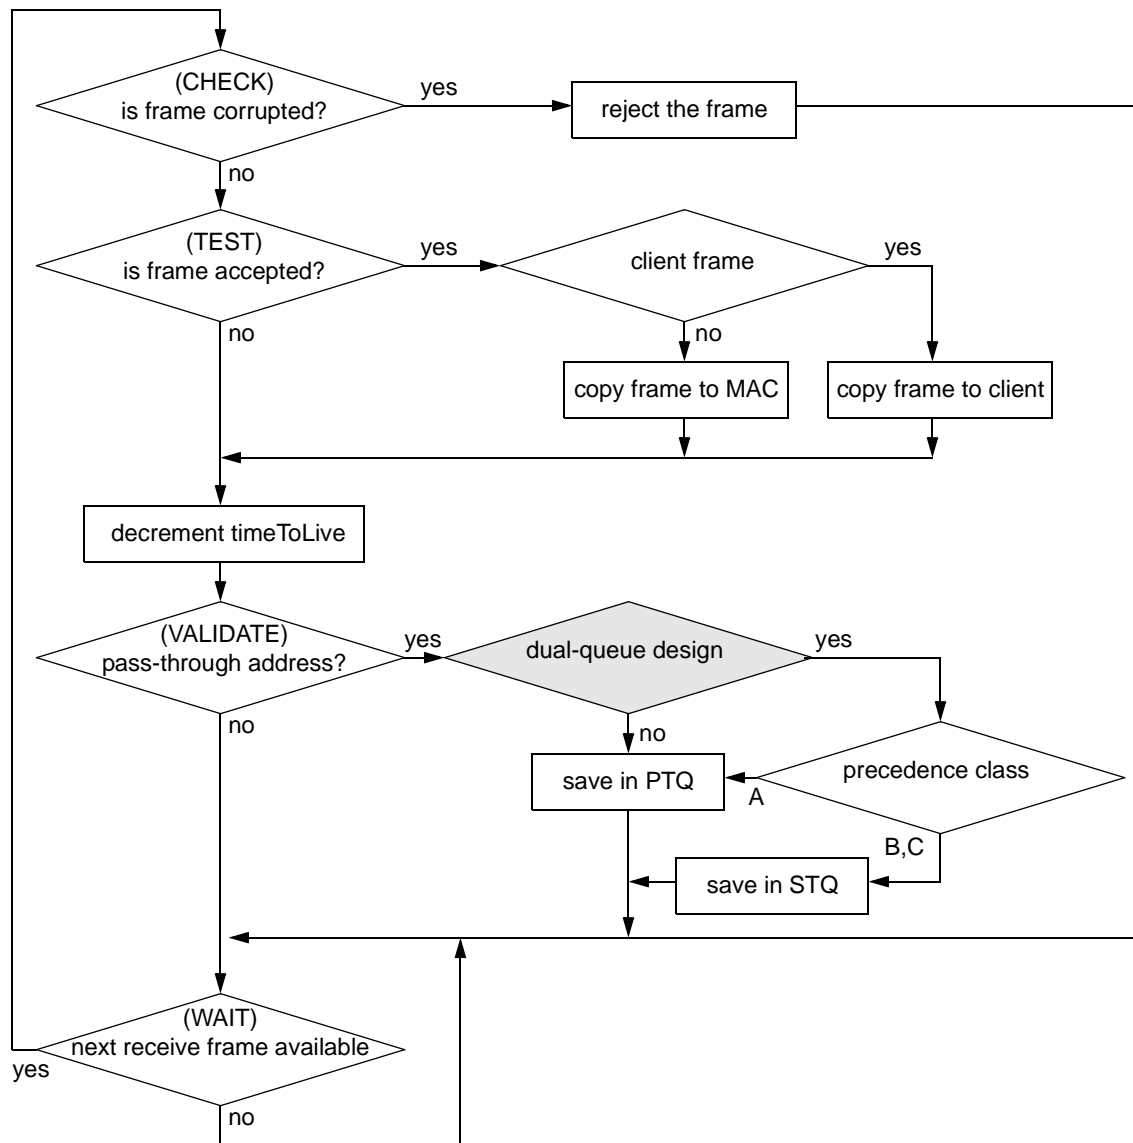 (CHECK)
is frame corrupted?
yes
reject the frame
no
(TEST)
is frame accepted?
yes
client frame
yes
no
no
copy frame to MAC
copy frame to client
decrement timeToLive
(VALIDATE)
pass-through address?
yes
dual-queue design
yes
no
no
save in PTQ
A
precedence class
B,C
save in STQ
(WAIT)
next receive frame available
yes
no